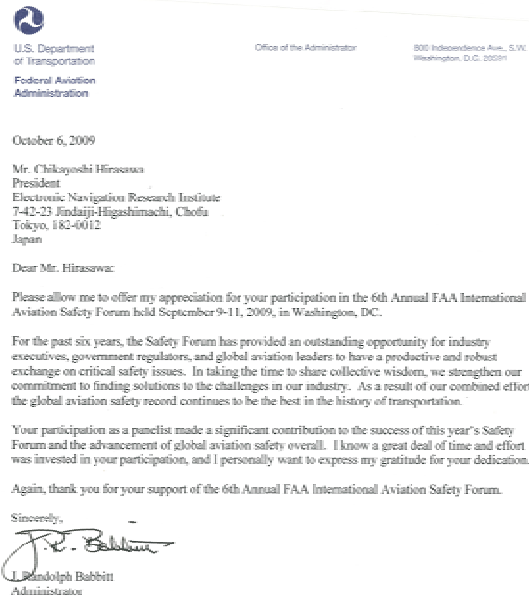 U.S. Department
of Transportation
Federal Aviation
Administration
Office of the Administrator
800 Independence Ave., S.W.
Washington, D.C. 20591
October 6, 2009
Mr. Chikayoshi Hirasawa
President
Electronic Navigation Research Institute
7-42-23 Jindaiji-Higashimachi, Chofu
Tokyo, 182-0012
Japan
Dear Mr. Hirasawa:
Please allow me to offer my appreciation for your participation in the 6th Annual FAA International
Aviation Safety Forum held September 9-11, 2009, in Washington, DC.
For the past six years, the Safety Forum has provided an outstanding opportunity for industry
executives, government regulators, and global aviation leaders to have a productive and robust
exchange on critical safety issues. In taking the time to share collective wisdom, we strengthen our
commitment to finding solutions to the challenges in our industry. As a result of our combined effort
the global aviation safety record continues to be the best in the history of transportation.
Your participation as a panelist made a significant contribution to the success of this year's Safety
Forum and the advancement of global aviation safety overall. I know a great deal of time and effort
was invested in your participation, and I personally want to express my gratitude for your dedication.
Again, thank you for your support of the 6th Annual FAA International Aviation Safety Forum.
Sincerely,
J.R. Babbitt
J. Randolph Babbitt
Administrator